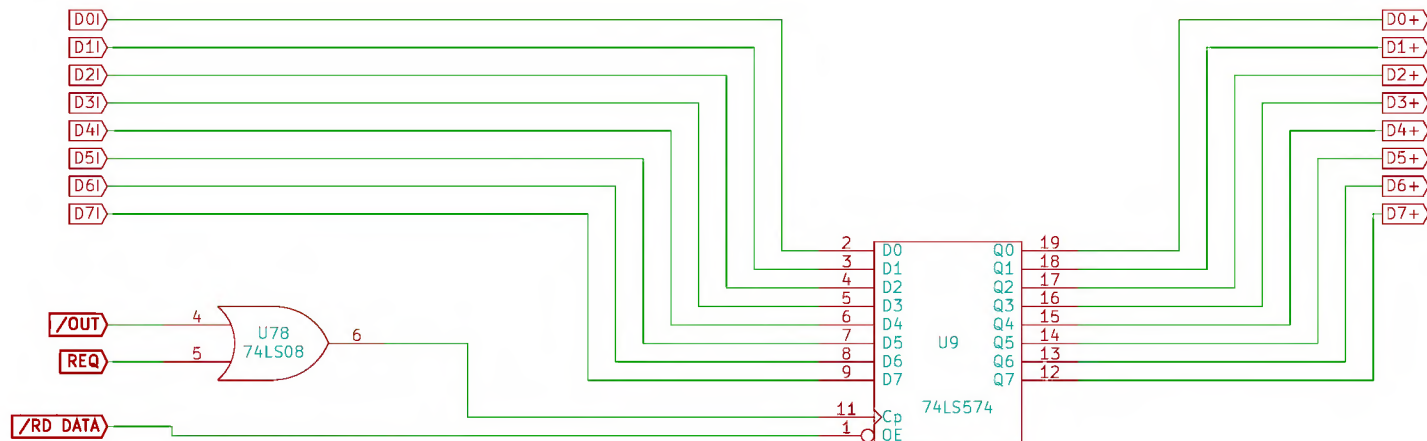 D0I D0+
D1I D1+
D2I D2+
D3I D3+
D4I D4+
D5I D5+
D6I D6+
D7I D7+
2 D0 Q0 19
3 D1 Q1 18
4 D2 Q2 17
5 D3 Q3 16
/OUT 4 6 D4 Q4 15
U78 6 7 D5 U9 Q5 14
74LS08
REQ 5 8 D6 Q6 13
9 D7 Q7 12
74LS574
11 Cp
/RD DATA 1 OE